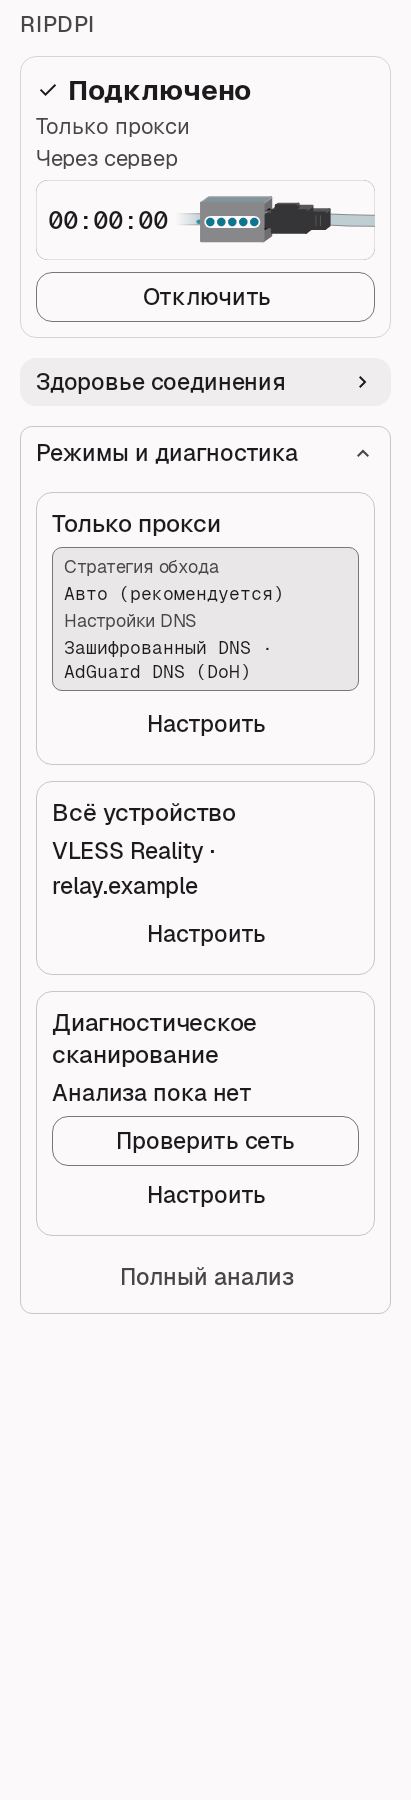 RIPDPI
Подключено
Только прокси
Через сервер
00:00:00
Отключить
Здоровье соединения
Режимы и диагностика
Только прокси
Стратегия обхода
Авто (рекомендуется)
Настройки DNS
Зашифрованный DNS ·
AdGuard DNS (DoH)
Настроить
Всё устройство
VLESS Reality ·
relay.example
Настроить
Диагностическое
сканирование
Анализа пока нет
Проверить сеть
Настроить
Полный анализ